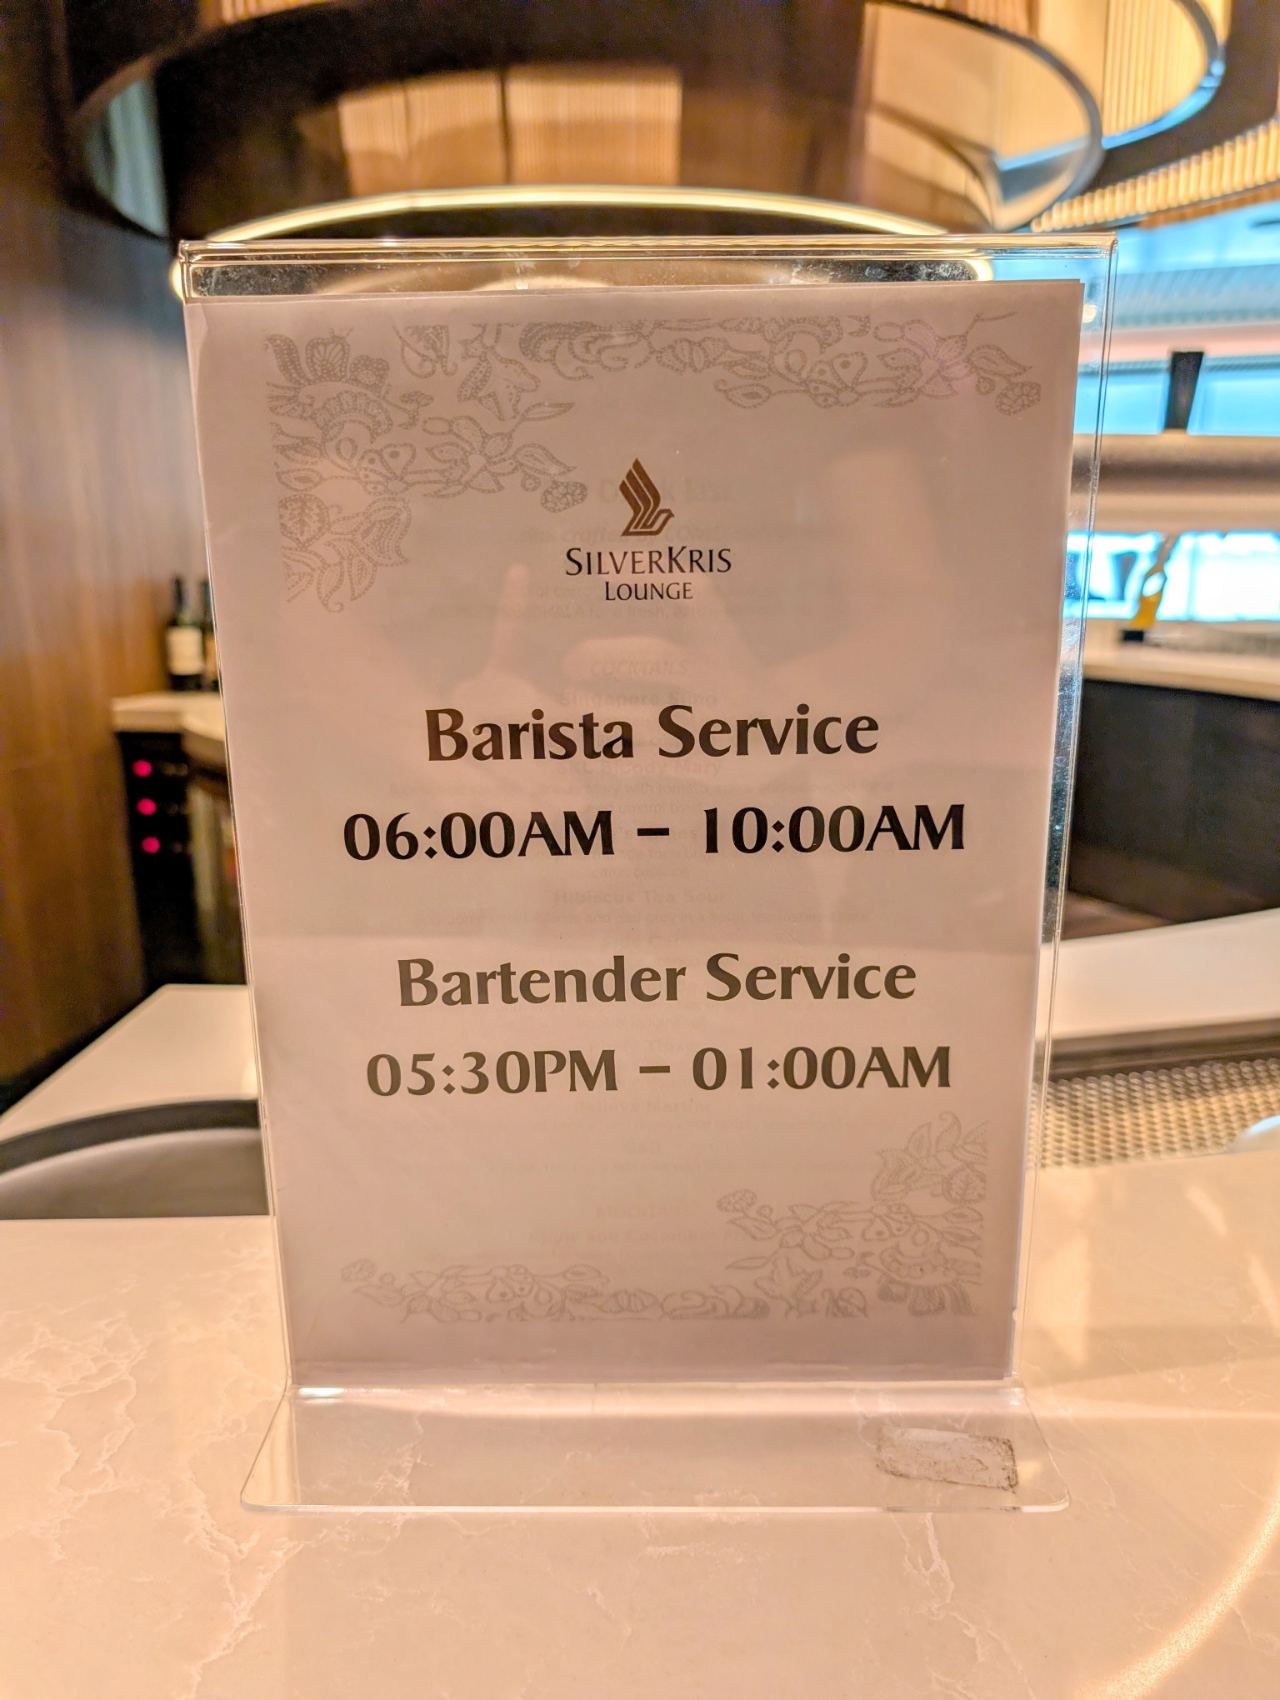 SILVERKRIS
LOUNGE
Barista Service
06:00AM – 10:00AM
Bartender Service
05:30PM – 01:00AM